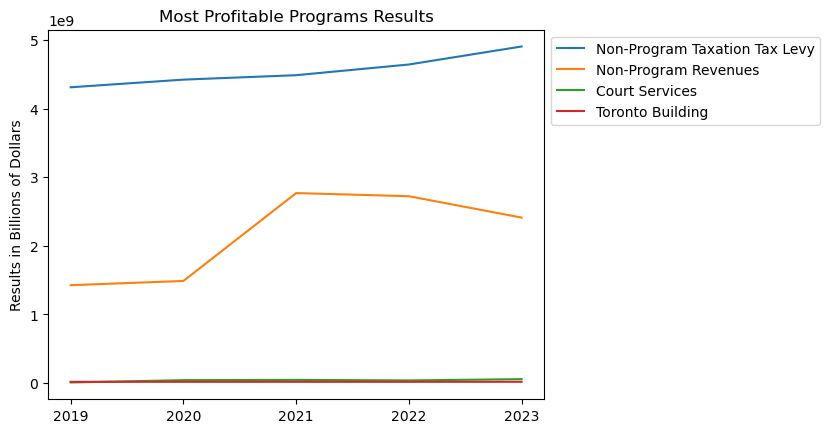 Most Profitable Programs Results
1e9
5
4
3
2
1
0
Results in Billions of Dollars
2019 2020 2021 2022 2023
Non-Program Taxation Tax Levy
Non-Program Revenues
Court Services
Toronto Building